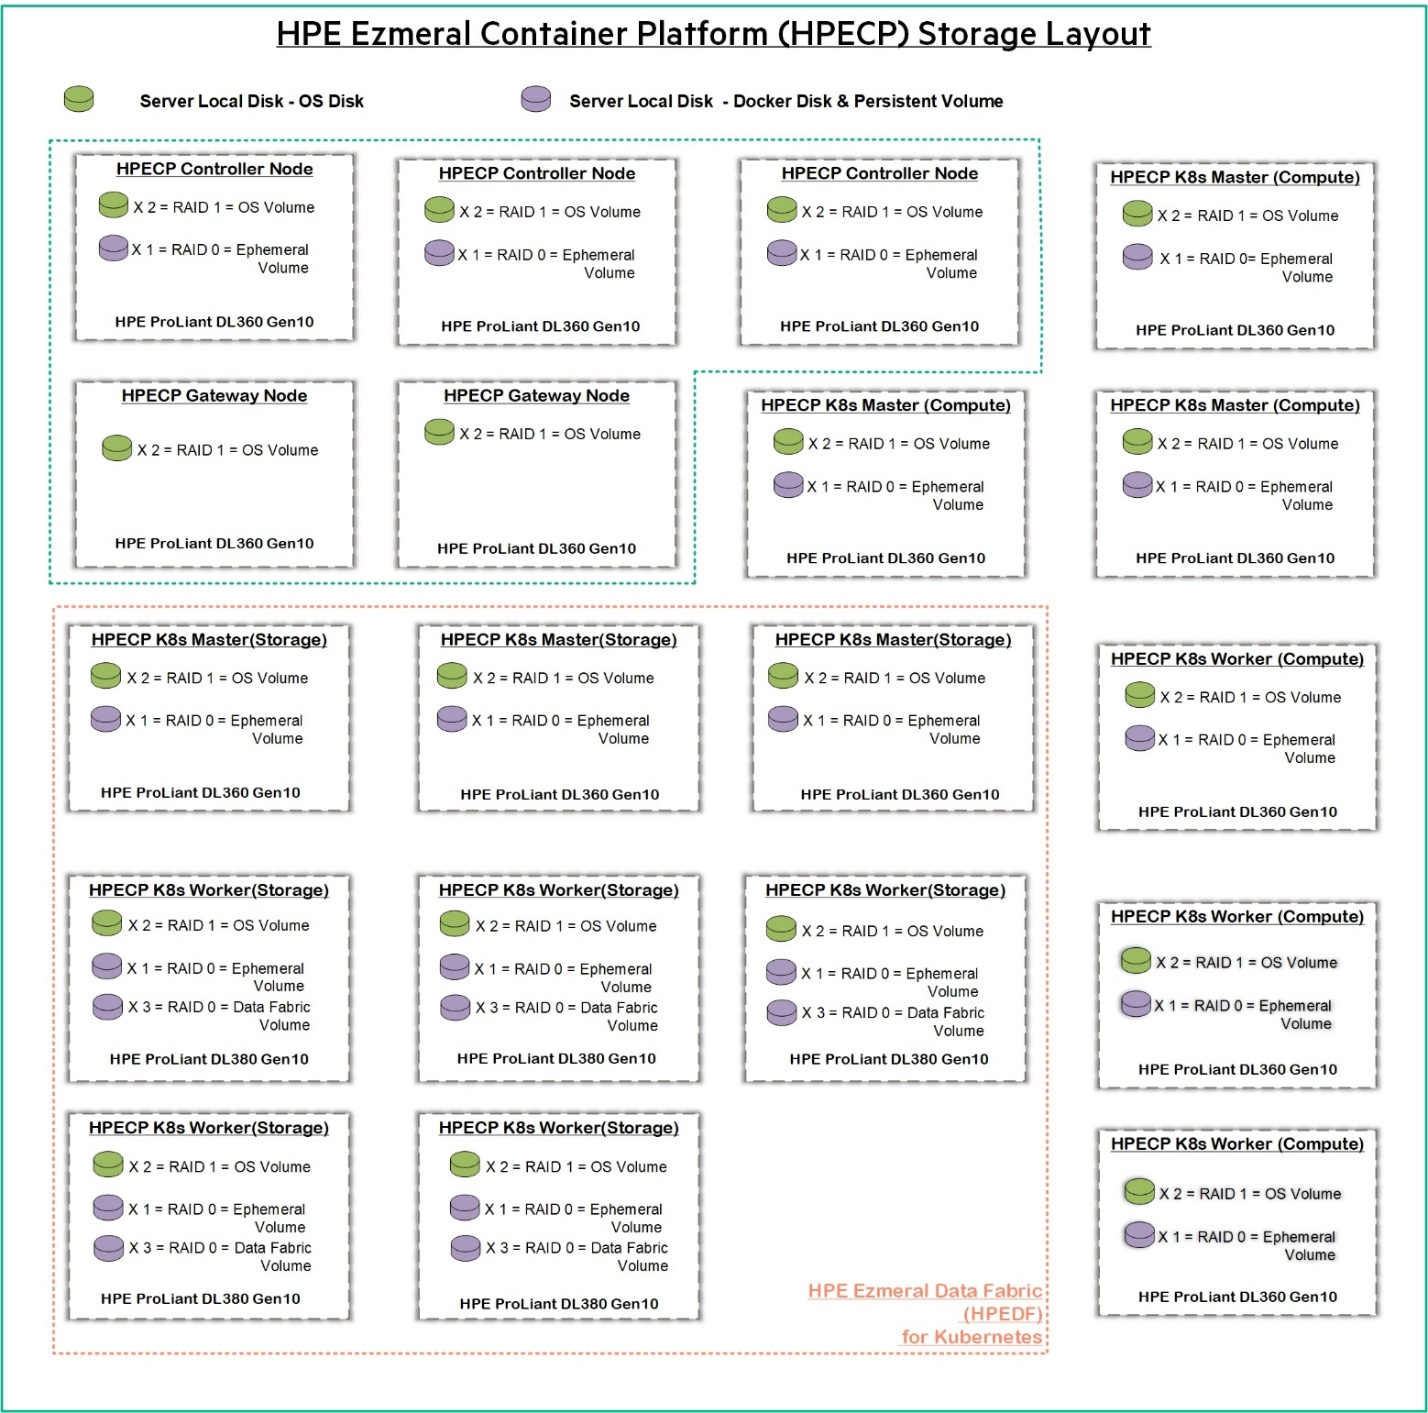 HPE Ezmeral Container Platform (HPECP) Storage Layout
Server Local Disk - OS Disk
Server Local Disk - Docker Disk & Persistent Volume
HPECP Controller Node
X 2 = RAID 1 = OS Volume
X 1 = RAID 0 = Ephemeral
Volume
HPE ProLiant DL360 Gen10
HPECP Controller Node
X 2 = RAID 1 = OS Volume
X 1 = RAID 0 = Ephemeral
Volume
HPE ProLiant DL360 Gen10
HPECP Controller Node
X 2 = RAID 1 = OS Volume
X 1 = RAID 0 = Ephemeral
Volume
HPE ProLiant DL360 Gen10
HPECP K8s Master (Compute)
X 2 = RAID 1 = OS Volume
X 1 = RAID 0= Ephemeral
Volume
HPE ProLiant DL360 Gen10
HPECP Gateway Node
X 2 = RAID 1 = OS Volume
HPE ProLiant DL360 Gen10
HPECP Gateway Node
X 2 = RAID 1 = OS Volume
HPE ProLiant DL360 Gen10
HPECP K8s Master (Compute)
X 2 = RAID 1 = OS Volume
X 1 = RAID 0 = Ephemeral
Volume
HPE ProLiant DL360 Gen10
HPECP K8s Master (Compute)
X 2 = RAID 1 = OS Volume
X 1 = RAID 0 = Ephemeral
Volume
HPE ProLiant DL360 Gen10
HPECP K8s Master(Storage)
X 2 = RAID 1 = OS Volume
X 1 = RAID 0 = Ephemeral
Volume
HPE ProLiant DL360 Gen10
HPECP K8s Master(Storage)
X 2 = RAID 1 = OS Volume
X 1 = RAID 0 = Ephemeral
Volume
HPE ProLiant DL360 Gen10
HPECP K8s Master(Storage)
X 2 = RAID 1 = OS Volume
X 1 = RAID 0 = Ephemeral
Volume
HPE ProLiant DL360 Gen10
HPECP K8s Worker (Compute)
X 2 = RAID 1 = OS Volume
X 1 = RAID 0 = Ephemeral
Volume
HPE ProLiant DL360 Gen10
HPECP K8s Worker(Storage)
X 2 = RAID 1 = OS Volume
X 1 = RAID 0 = Ephemeral
Volume
X 3 = RAID 0 = Data Fabric
Volume
HPE ProLiant DL380 Gen10
HPECP K8s Worker(Storage)
X 2 = RAID 1 = OS Volume
X 1 = RAID 0 = Ephemeral
Volume
X 3 = RAID 0 = Data Fabric
Volume
HPE ProLiant DL380 Gen10
HPECP K8s Worker(Storage)
X 2 = RAID 1 = OS Volume
X 1 = RAID 0 = Ephemeral
Volume
X 3 = RAID 0 = Data Fabric
Volume
HPE ProLiant DL380 Gen10
HPECP K8s Worker (Compute)
X 2 = RAID 1 = OS Volume
X 1 = RAID 0 = Ephemeral
Volume
HPE ProLiant DL360 Gen10
HPECP K8s Worker(Storage)
X 2 = RAID 1 = OS Volume
X 1 = RAID 0 = Ephemeral
Volume
X 3 = RAID 0 = Data Fabric
Volume
HPE ProLiant DL380 Gen10
HPECP K8s Worker(Storage)
X 2 = RAID 1 = OS Volume
X 1 = RAID 0 = Ephemeral
Volume
X 3 = RAID 0 = Data Fabric
Volume
HPE ProLiant DL380 Gen10
HPE Ezmeral Data Fabric
(HPEDF)
for Kubernetes
HPECP K8s Worker (Compute)
X 2 = RAID 1 = OS Volume
X 1 = RAID 0 = Ephemeral
Volume
HPE ProLiant DL360 Gen10